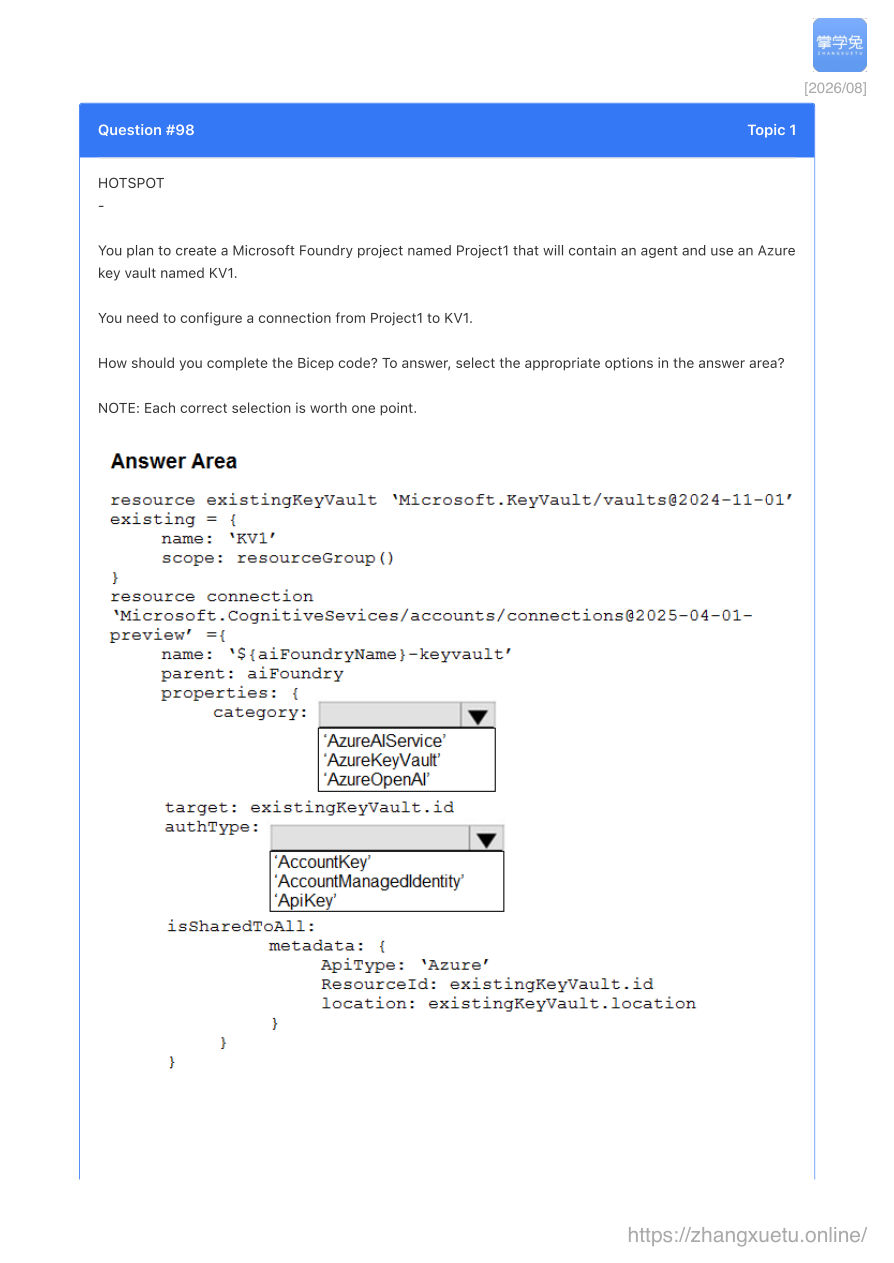 掌学兔
ZHANGXUETU
[2026/08]
Question #98 Topic 1
HOTSPOT
-
You plan to create a Microsoft Foundry project named Project1 that will contain an agent and use an Azure
key vault named KV1.
You need to configure a connection from Project1 to KV1.
How should you complete the Bicep code? To answer, select the appropriate options in the answer area?
NOTE: Each correct selection is worth one point.
Answer Area
resource existingKeyVault ‘Microsoft.KeyVault/vaults@2024-11-01’
existing = {
name: ‘KV1’
scope: resourceGroup()
}
resource connection
‘Microsoft.CognitiveSevices/accounts/connections@2025-04-01-
preview’ ={
name: ‘${aiFoundryName}-keyvault’
parent: aiFoundry
properties: {
category:
‘AzureAIService’
‘AzureKeyVault’
‘AzureOpenAI’
target: existingKeyVault.id
authType:
‘AccountKey’
‘AccountManagedIdentity’
‘ApiKey’
isSharedToAll:
metadata: {
ApiType: ‘Azure’
ResourceId: existingKeyVault.id
location: existingKeyVault.location
}
}
}
https://zhangxuetu.online/